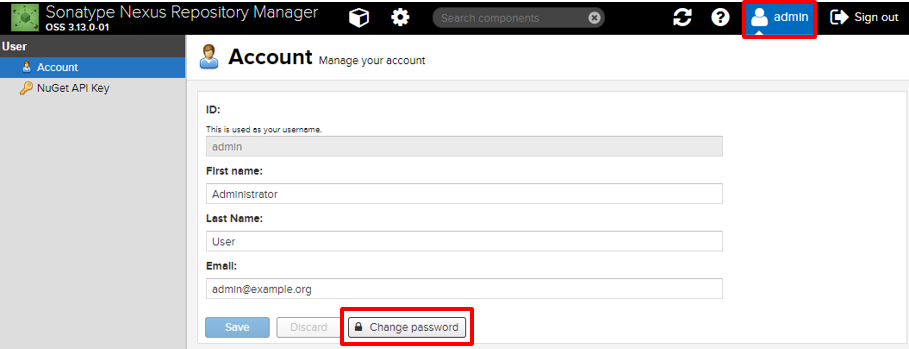 Sonatype Nexus Repository Manager
OSS 3.13.0-01
Search components
admin
Sign out
User
Account
NuGet API Key
Account Manage your account
ID:
This is used as your username.
admin
First name:
Administrator
Last Name:
User
Email:
admin@example.org
Save
Discard
Change password